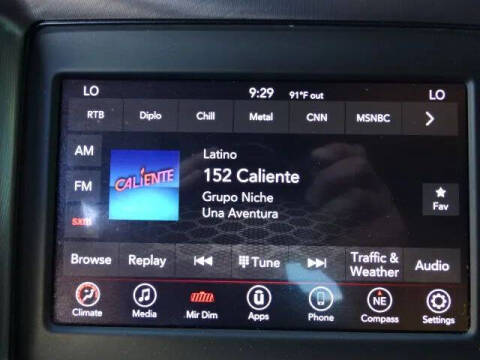 LO 9:29 91°F out LO
RTB Diplo Chill Metal CNN MSNBC
AM
FM
sxm
CALIENTE
Latino
152 Caliente
Grupo Niche
Una Aventura
Fav
Browse Replay Tune Traffic & Weather Audio
Climate Media Mir Dim Apps Phone NE Compass Settings